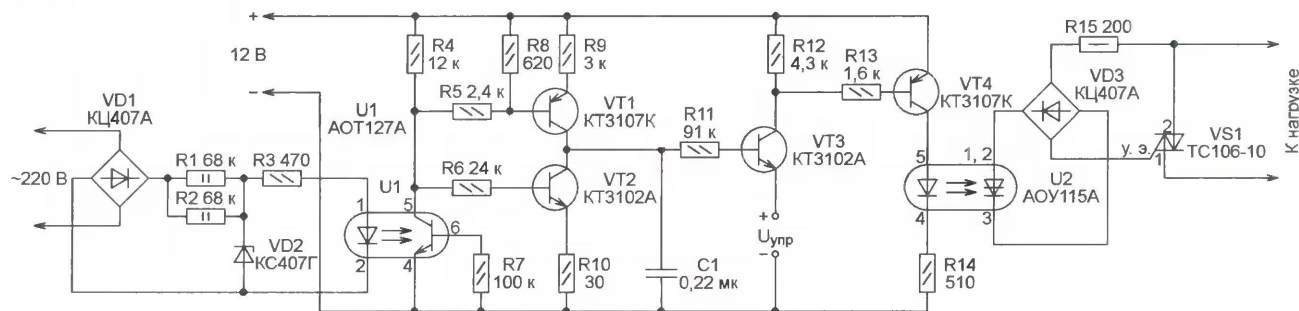 +
12 В
−
VD1
КЦ407А
~220 В
R1 68 к
R2 68 к
R3 470
VD2
КС407Г
U1
АОТ127А
U1
1
2
5
4
6
R4
12 к
R5 2,4 к
R6 24 к
R7
100 к
R8
620
R9
3 к
VT1
КТ3107К
VT2
КТ3102А
R10
30
R11
91 к
C1
0,22 мк
R12
4,3 к
VT3
КТ3102А
+
Uупр
−
R13
1,6 к
VT4
КТ3107К
5
4
1, 2
3
U2
АОУ115А
R14
510
R15 200
VD3
КЦ407А
у. э.
2
1
VS1
ТС106-10
К нагрузке